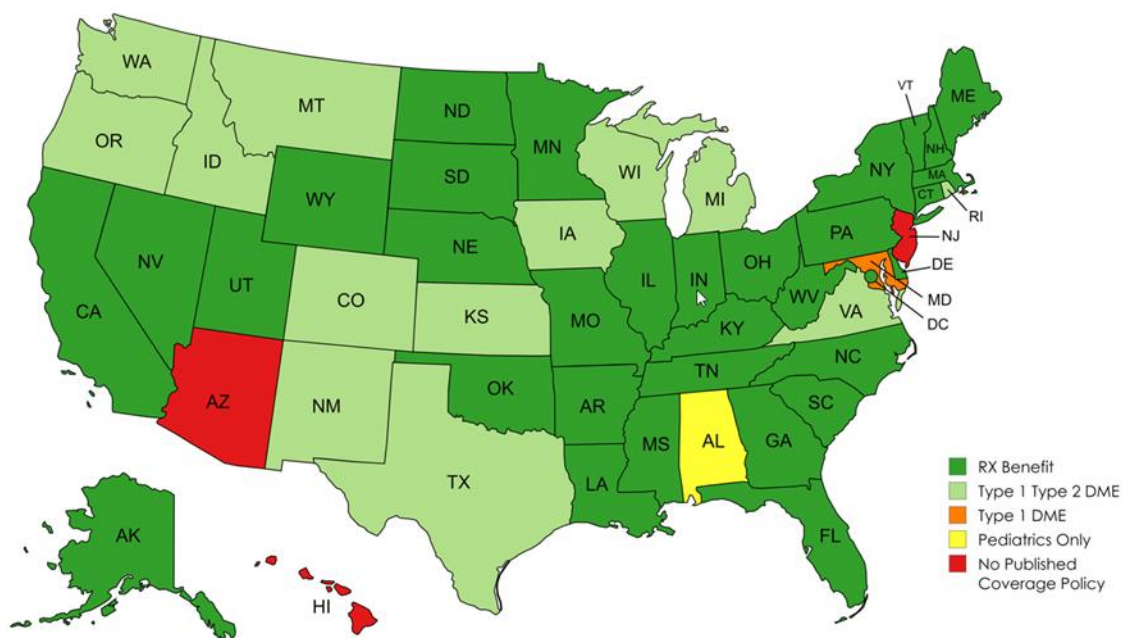 WA
MT
ND
MN
VT
ME
OR
ID
SD
WI
NY
NH
MA
WY
MI
CT
RI
IA
PA
NJ
NE
NV
UT
IL
IN
OH
DE
CA
CO
WV
MD
KS
MO
VA
DC
KY
NC
TN
AZ
NM
OK
AR
SC
MS
AL
GA
TX
LA
RX Benefit
Type 1 Type 2 DME
Type 1 DME
AK
FL
Pediatrics Only
No Published
Coverage Policy
HI